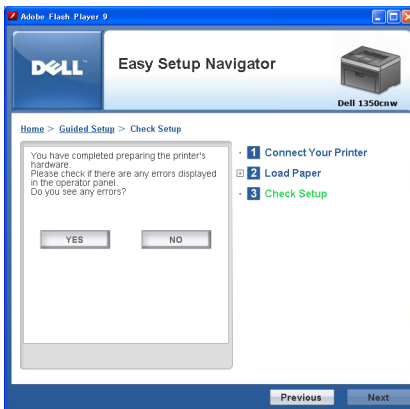 Adobe Flash Player 9
DELL™
Easy Setup Navigator
Dell 1350cnw
Home > Guided Setup > Check Setup
You have completed preparing the printer's
hardware.
Please check if there are any errors displayed
in the operator panel.
Do you see any errors?
YES
NO
1 Connect Your Printer
2 Load Paper
3 Check Setup
Previous
Next